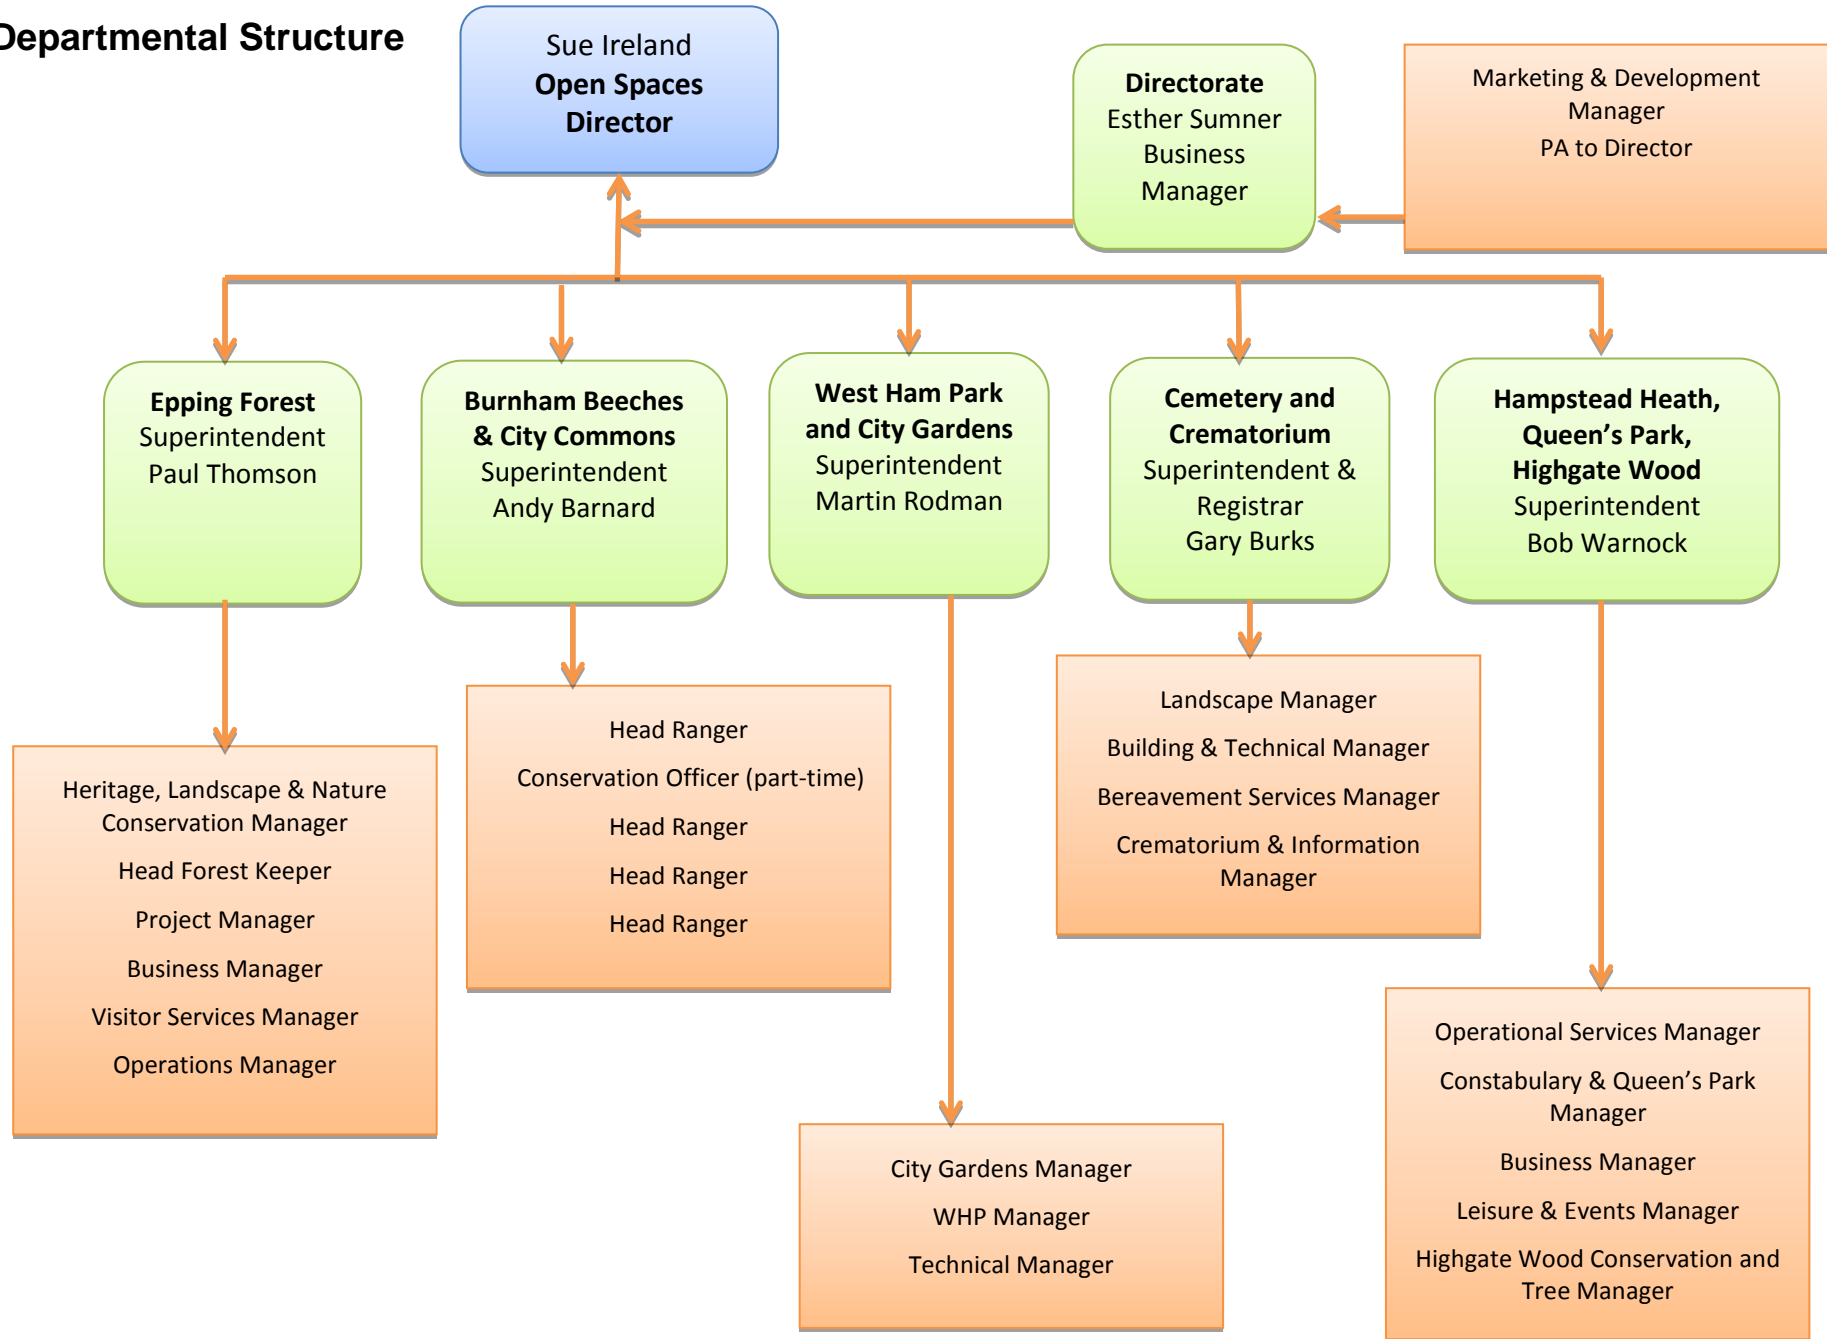 Departmental Structure
Sue Ireland
Open Spaces
Director
Directorate
Esther Sumner
Business
Manager
Marketing & Development
Manager
PA to Director
Epping Forest
Superintendent
Paul Thomson
Burnham Beeches
& City Commons
Superintendent
Andy Barnard
West Ham Park
and City Gardens
Superintendent
Martin Rodman
Cemetery and
Crematorium
Superintendent &
Registrar
Gary Burks
Hampstead Heath,
Queen’s Park,
Highgate Wood
Superintendent
Bob Warnock
Heritage, Landscape & Nature
Conservation Manager
Head Forest Keeper
Project Manager
Business Manager
Visitor Services Manager
Operations Manager
Head Ranger
Conservation Officer (part-time)
Head Ranger
Head Ranger
Head Ranger
City Gardens Manager
WHP Manager
Technical Manager
Landscape Manager
Building & Technical Manager
Bereavement Services Manager
Crematorium & Information
Manager
Operational Services Manager
Constabulary & Queen’s Park
Manager
Business Manager
Leisure & Events Manager
Highgate Wood Conservation and
Tree Manager